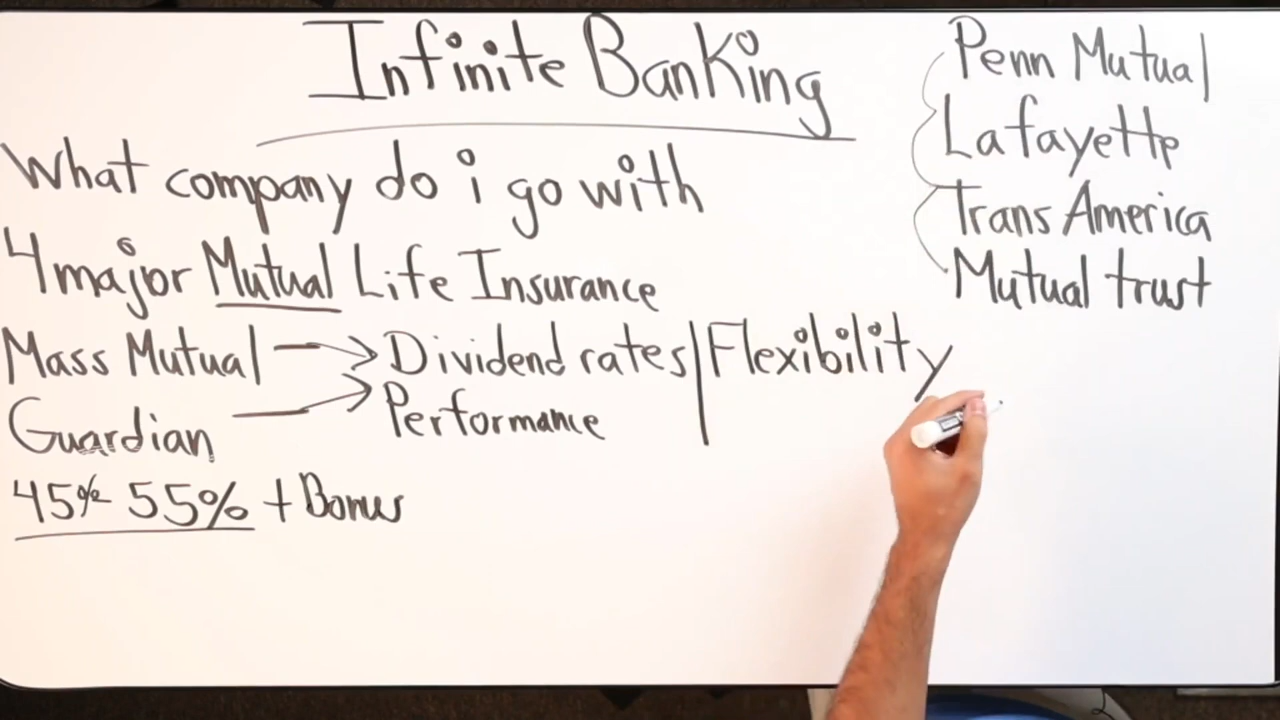 Infinite Banking
What company do i go with
4 major Mutual Life Insurance
Mass Mutual → Dividend rates | Flexibility
Guardian → Performance
45%- 55% + Bonus
Penn Mutual
Lafayette
Trans America
Mutual trust